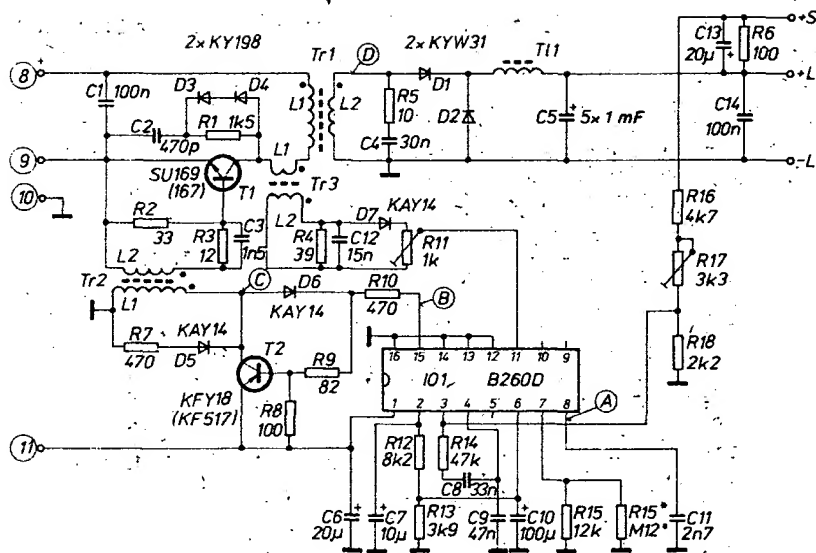 2×KY198
Tr1
D
2×KYW31
Tl1
C13
20µ
R6
100
+S
8
+
C1
100n
D3
D4
L1
L2
D1
+L
R1
1k5
C2
470p
R5
10
D2
C5
5×1 mF
C14
100n
C4
30n
9
L1
-L
SU169
(167)
T1
Tr3
10
R2
33
R3
12
C3
1n5
L2
R4
39
C12
15n
D7
KAY14
R11
1k
R16
4k7
R17
3k3
L2
Tr2
L1
C
D6
KAY14
R10
470
B
R7
470
KAY14
D5
T2
R9
82
R18
2k2
16
15
14
13
12
11
10
9
IO1
B260D
A
KFY18
(KF517)
R8
100
1
2
3
4
5
6
7
8
11
R12
8k2
R14
47k
C8
33n
C6
20µ
C7
10µ
R13
3k9
C9
47n
C10
100µ
R15
12k
R15*
M12*
C11
2n7